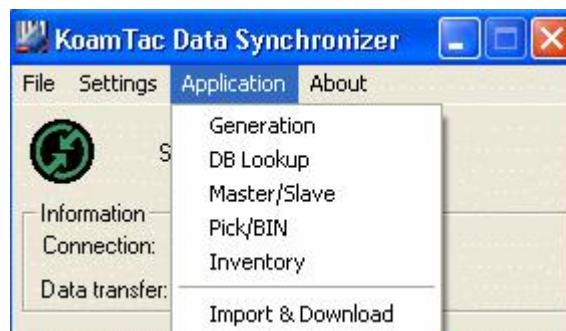 KoamTac Data Synchronizer
File Settings Application About
Generation
S
DB Lookup
Master/Slave
Information
Pick/BIN
Connection:
Inventory
Data transfer:
Import & Download